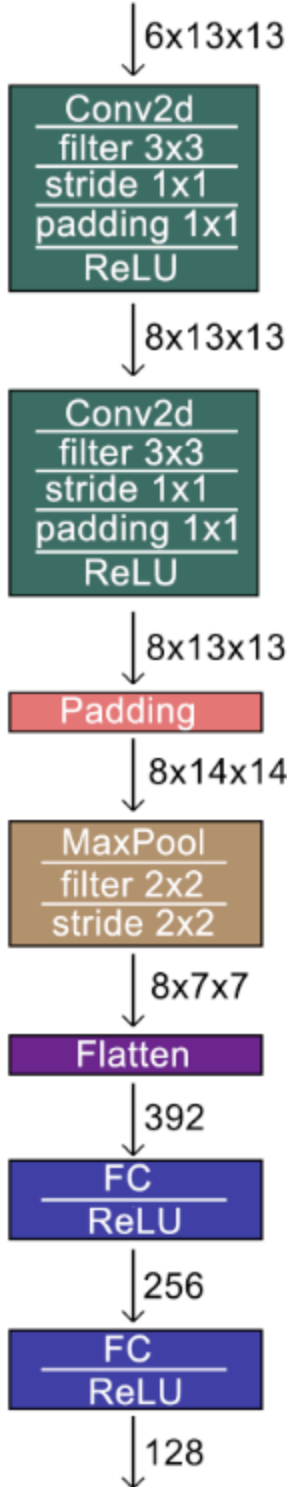 6x13x13
Conv2d
filter 3x3
stride 1x1
padding 1x1
ReLU
8x13x13
Conv2d
filter 3x3
stride 1x1
padding 1x1
ReLU
8x13x13
Padding
8x14x14
MaxPool
filter 2x2
stride 2x2
8x7x7
Flatten
392
FC
ReLU
256
FC
ReLU
128